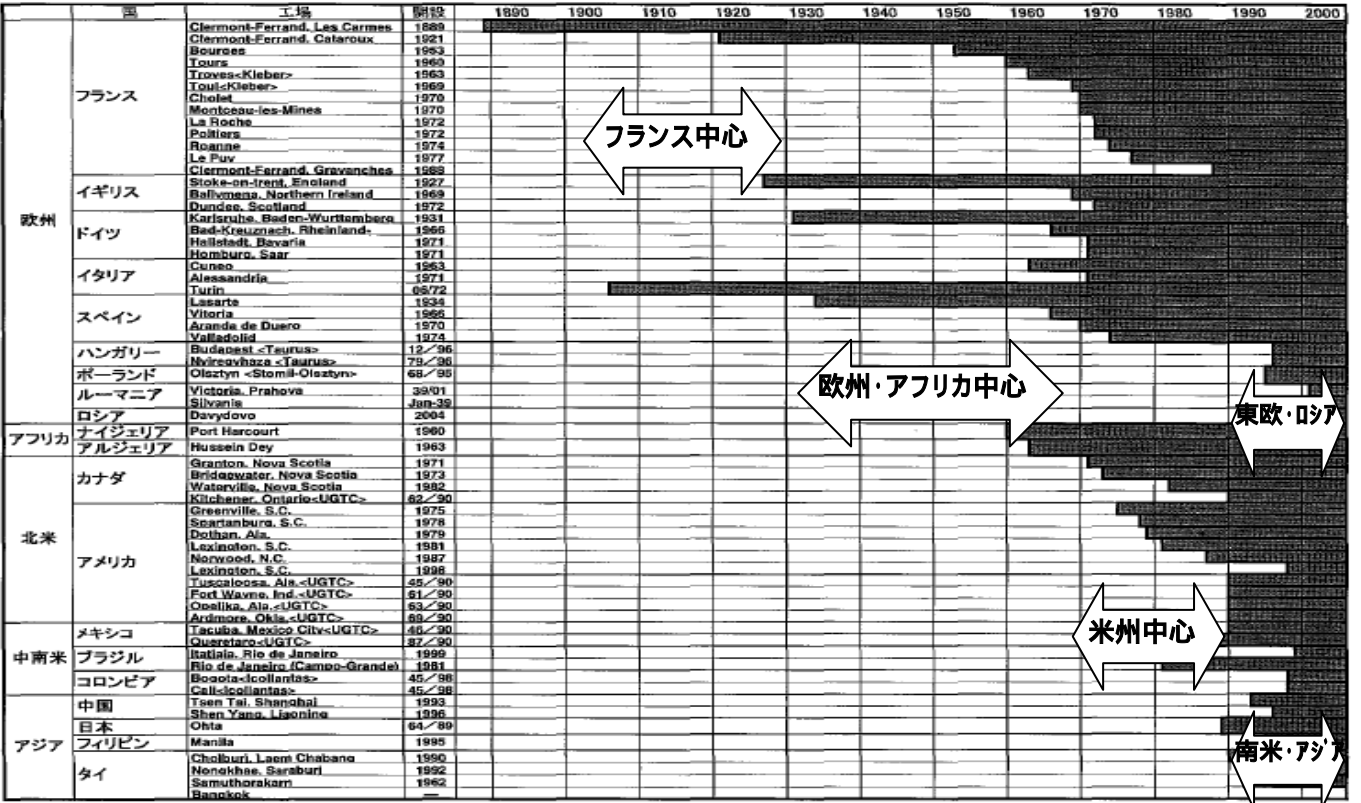 国 工場 開設 1890 1900 1910 1920 1930 1940 1950 1960 1970 1980 1990 2000
欧州
フランス
Clermont-Ferrand, Les Carmes 1889
Clermont-Ferrand, Cataroux 1921
Bourges 1953
Tours 1960
Troyes<Kleber> 1963
Toul<Kleber> 1969
Cholet 1970
Montceau-les-Mines 1970
La Roche 1972
Poitiers 1972
Roanne 1974
Le Puy 1977
Clermont-Ferrand, Gravanches 1988
イギリス
Stoke-on-trent, England 1927
Ballymena, Northern Ireland 1969
Dundee, Scotland 1972
ドイツ
Karlsruhe, Baden-Wurttemberg 1931
Bad-Kreuznach, Rheinland- 1966
Hallstadt, Bavaria 1971
Homburg, Saar 1971
イタリア
Cuneo 1963
Alessandria 1971
Turin 06/72
スペイン
Lasarte 1934
Vitoria 1966
Aranda de Duero 1970
Valladolid 1974
ハンガリー
Budapest <Taurus> 12/96
Nyiregyhaza <Taurus> 79/96
ポーランド
Olsztyn <Stomil-Olsztyn> 68/95
ルーマニア
Victoria, Prahova 39/01
Silvania Jan-39
ロシア
Davydovo 2004
アフリカ
ナイジェリア
Port Harcourt 1960
アルジェリア
Hussein Dey 1963
北米
カナダ
Granton, Nova Scotia 1971
Bridgewater, Nova Scotia 1973
Waterville, Nova Scotia 1982
Kitchener, Ontario<UGTC> 62/90
アメリカ
Greenville, S.C. 1975
Spartanburg, S.C. 1978
Dothan, Ala. 1979
Lexington, S.C. 1981
Norwood, N.C. 1987
Lexington, S.C. 1998
Tuscaloosa, Ala.<UGTC> 45/90
Fort Wayne, Ind.<UGTC> 61/90
Opelika, Ala.<UGTC> 63/90
Ardmore, Okla.<UGTC> 69/90
中南米
メキシコ
Tacuba, Mexico City<UGTC> 46/90
Queretaro<UGTC> 87/90
ブラジル
Itatiaia, Rio de Janeiro 1999
Rio de Janeiro (Campo-Grande) 1981
コロンビア
Bogota<Icollantas> 45/98
Cali<Icollantas> 45/98
アジア
中国
Tsen Tai, Shanghai 1993
Shen Yang, Liaoning 1996
日本
Ohta 64/89
フィリピン
Manila 1995
タイ
Cholburi, Laem Chabang 1990
Nongkhae, Saraburi 1992
Samuthorakarn 1962
Bangkok —
フランス中心
欧州・アフリカ中心
東欧・ロシア
米州中心
南米・アジア